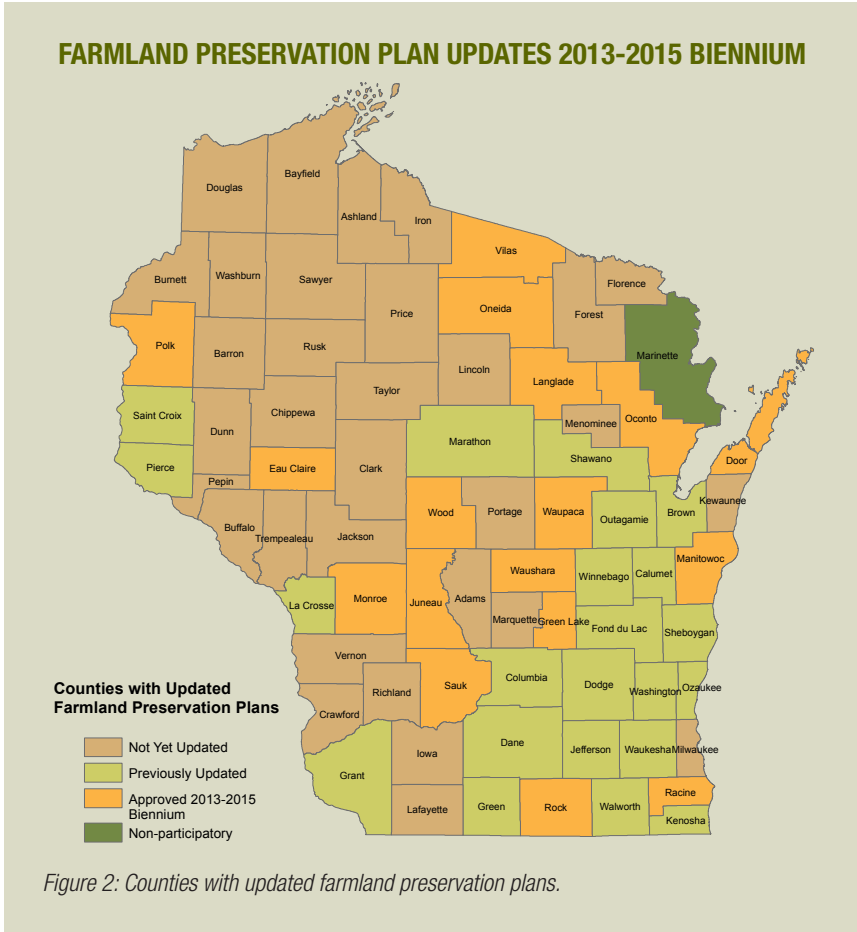 FARMLAND PRESERVATION PLAN UPDATES 2013-2015 BIENNIUM
Douglas
Bayfield
Ashland
Iron
Vilas
Burnett
Washburn
Sawyer
Price
Oneida
Forest
Florence
Polk
Barron
Rusk
Marinette
Taylor
Lincoln
Langlade
Saint Croix
Dunn
Chippewa
Menominee
Oconto
Marathon
Shawano
Pierce
Eau Claire
Clark
Door
Pepin
Kewaunee
Buffalo
Trempealeau
Jackson
Wood
Portage
Waupaca
Outagamie
Brown
Manitowoc
La Crosse
Monroe
Juneau
Adams
Waushara
Winnebago
Calumet
Marquette
Green Lake
Fond du Lac
Sheboygan
Vernon
Richland
Sauk
Columbia
Dodge
Washington
Ozaukee
Crawford
Counties with Updated
Farmland Preservation Plans
Not Yet Updated
Previously Updated
Approved 2013-2015
Biennium
Non-participatory
Grant
Iowa
Dane
Jefferson
Waukesha
Milwaukee
Lafayette
Green
Rock
Walworth
Racine
Kenosha
Figure 2: Counties with updated farmland preservation plans.